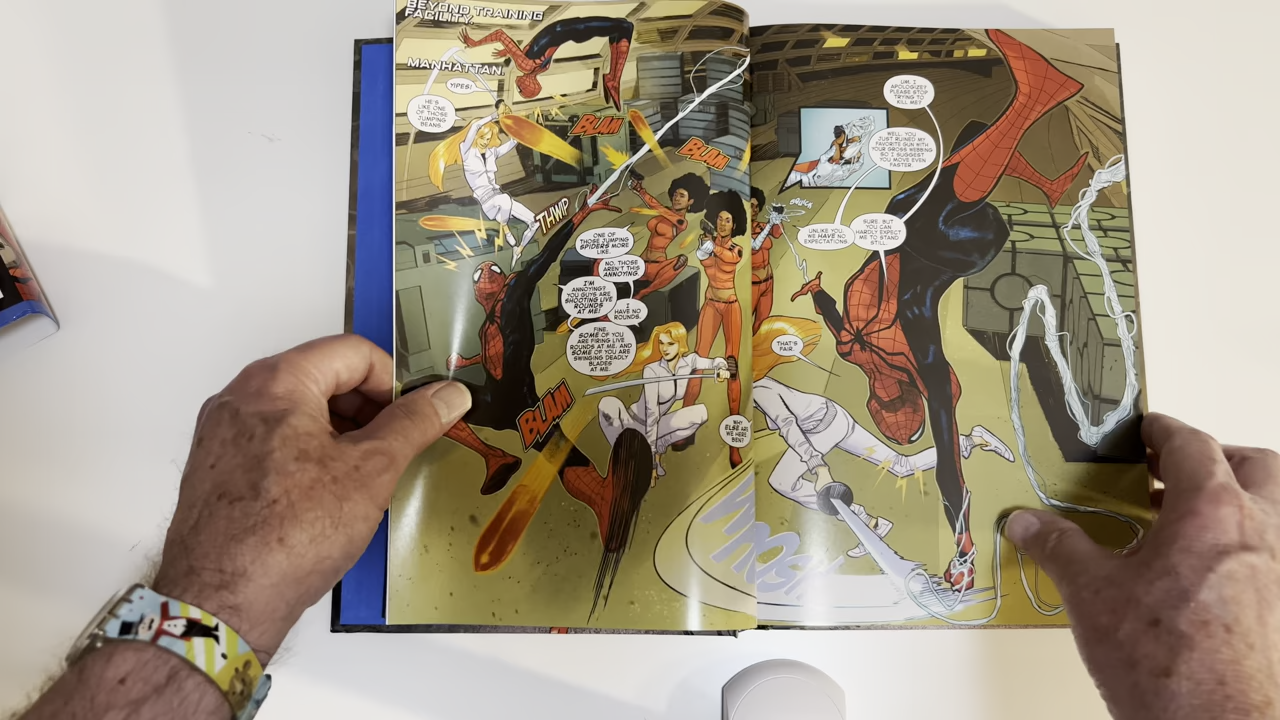 BEYOND TRAINING
FACILITY.
MANHATTAN.
YIPES!
HE'S
LIKE ONE
OF THOSE
JUMPING
BEANS.
BLAM
BLAM
THWIP
ONE OF
THOSE JUMPING
SPIDERS MORE
LIKE.
NO. THOSE
AREN'T THIS
ANNOYING.
I'M
ANNOYING?
YOU GUYS ARE
SHOOTING LIVE
ROUNDS
AT ME!
I
HAVE NO
ROUNDS.
FINE.
SOME OF YOU
ARE FIRING LIVE
ROUNDS AT ME. AND
SOME OF YOU ARE
SWINGING DEADLY
BLADES
AT ME.
BLAM
WHY
ELSE ARE
WE HERE,
BEN?
UM, I
APOLOGIZE?
PLEASE STOP
TRYING TO
KILL ME?
WELL, YOU
JUST RUINED MY
FAVORITE GUN WITH
YOUR GROSS WEBBING
SO I SUGGEST
YOU MOVE EVEN
FASTER.
UNLIKE YOU,
WE HAVE NO
EXPECTATIONS.
SURE, BUT
YOU CAN
HARDLY EXPECT
ME TO STAND
STILL.
THAT'S
FAIR.
WOOSH